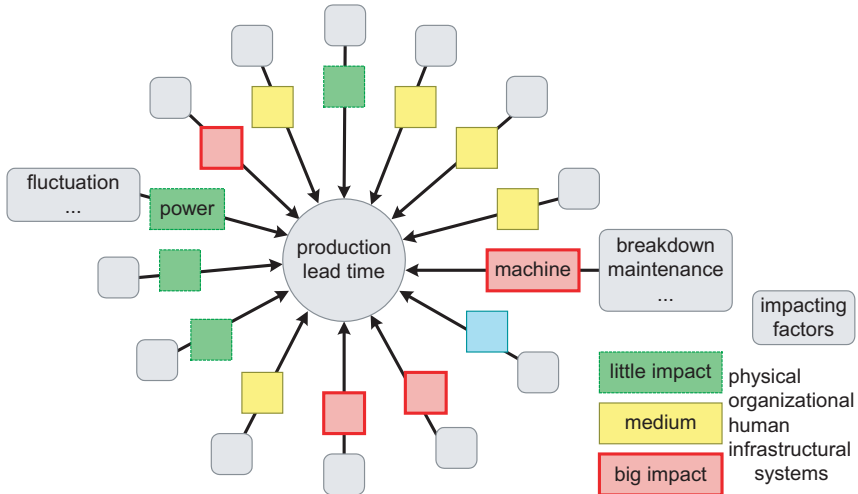 fluctuation
...
power
production
lead time
machine
breakdown
maintenance
...
impacting
factors
little impact
medium
big impact
physical
organizational
human
infrastructural
systems